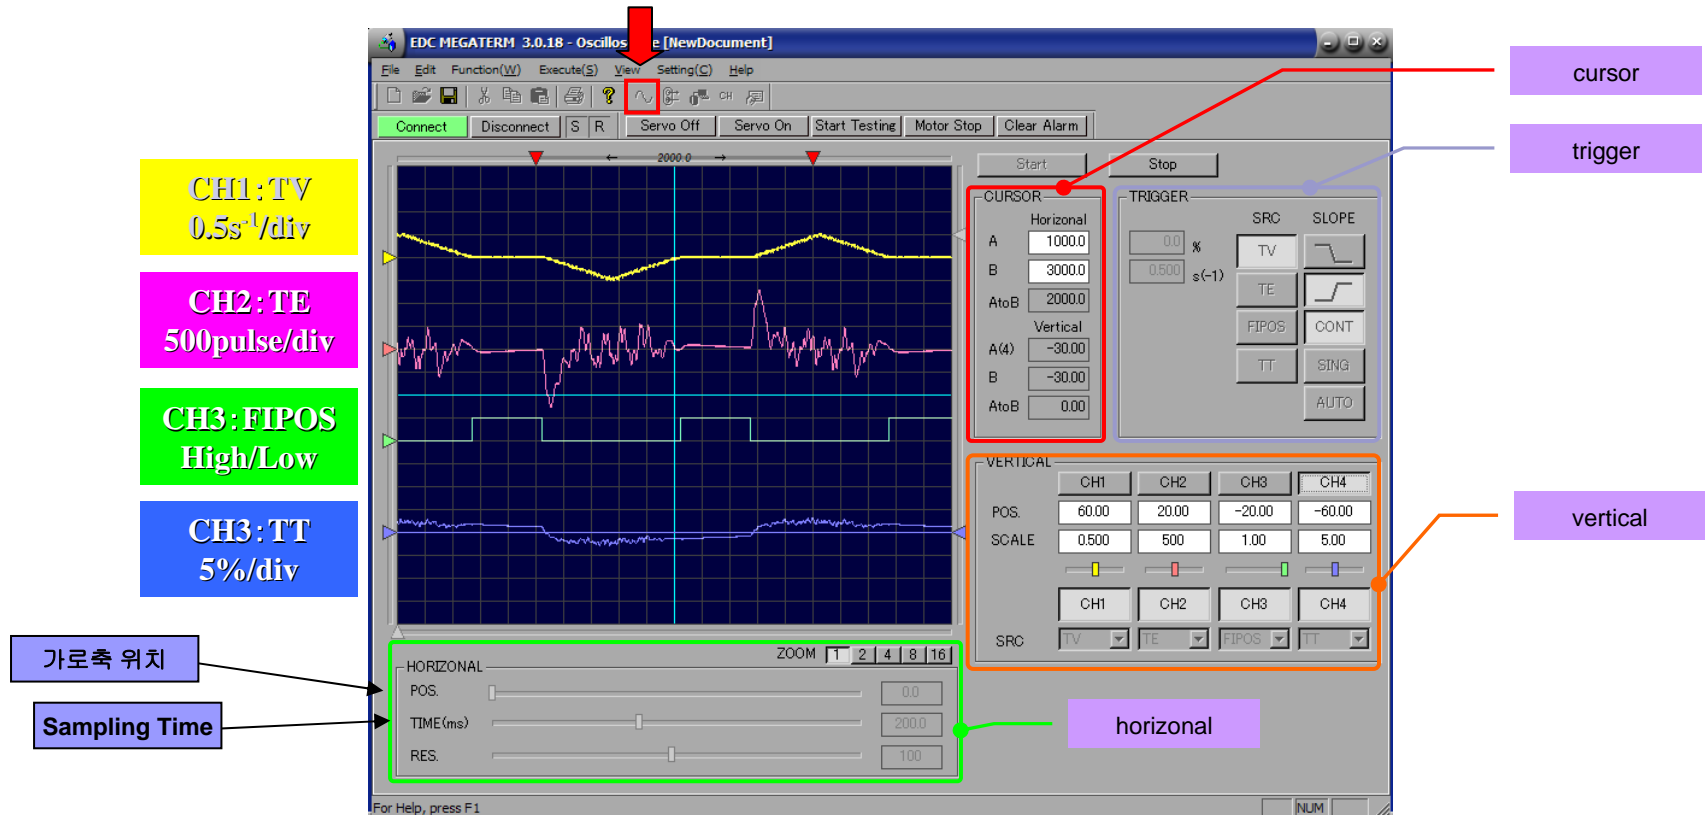 EDC MEGATERM 3.0.18 - Oscillos e [NewDocument]
File Edit Function(W) Execute(S) View Setting(C) Help
CH
Connect Disconnect S R Servo Off Servo On Start Testing Motor Stop Clear Alarm
← 2000.0 →
Start Stop
CH1:TV
0.5s-1/div
CH2:TE
500pulse/div
CH3:FIPOS
High/Low
CH3:TT
5%/div
CURSOR
Horizonal
A 1000.0
B 3000.0
AtoB 2000.0
Vertical
A(4) -30.00
B -30.00
AtoB 0.00
TRIGGER
SRC SLOPE
0.0 % TV
0.500 s(-1)
TE
FIPOS CONT
TT SING
AUTO
cursor
trigger
VERTICAL
CH1 CH2 CH3 CH4
POS. 60.00 20.00 -20.00 -60.00
SCALE 0.500 500 1.00 5.00
CH1 CH2 CH3 CH4
SRC TV TE FIPOS TT
vertical
ZOOM 1 2 4 8 16
HORIZONAL
POS. 0.0
TIME(ms) 200.0
RES. 100
가로축 위치
Sampling Time
horizonal
For Help, press F1
NUM